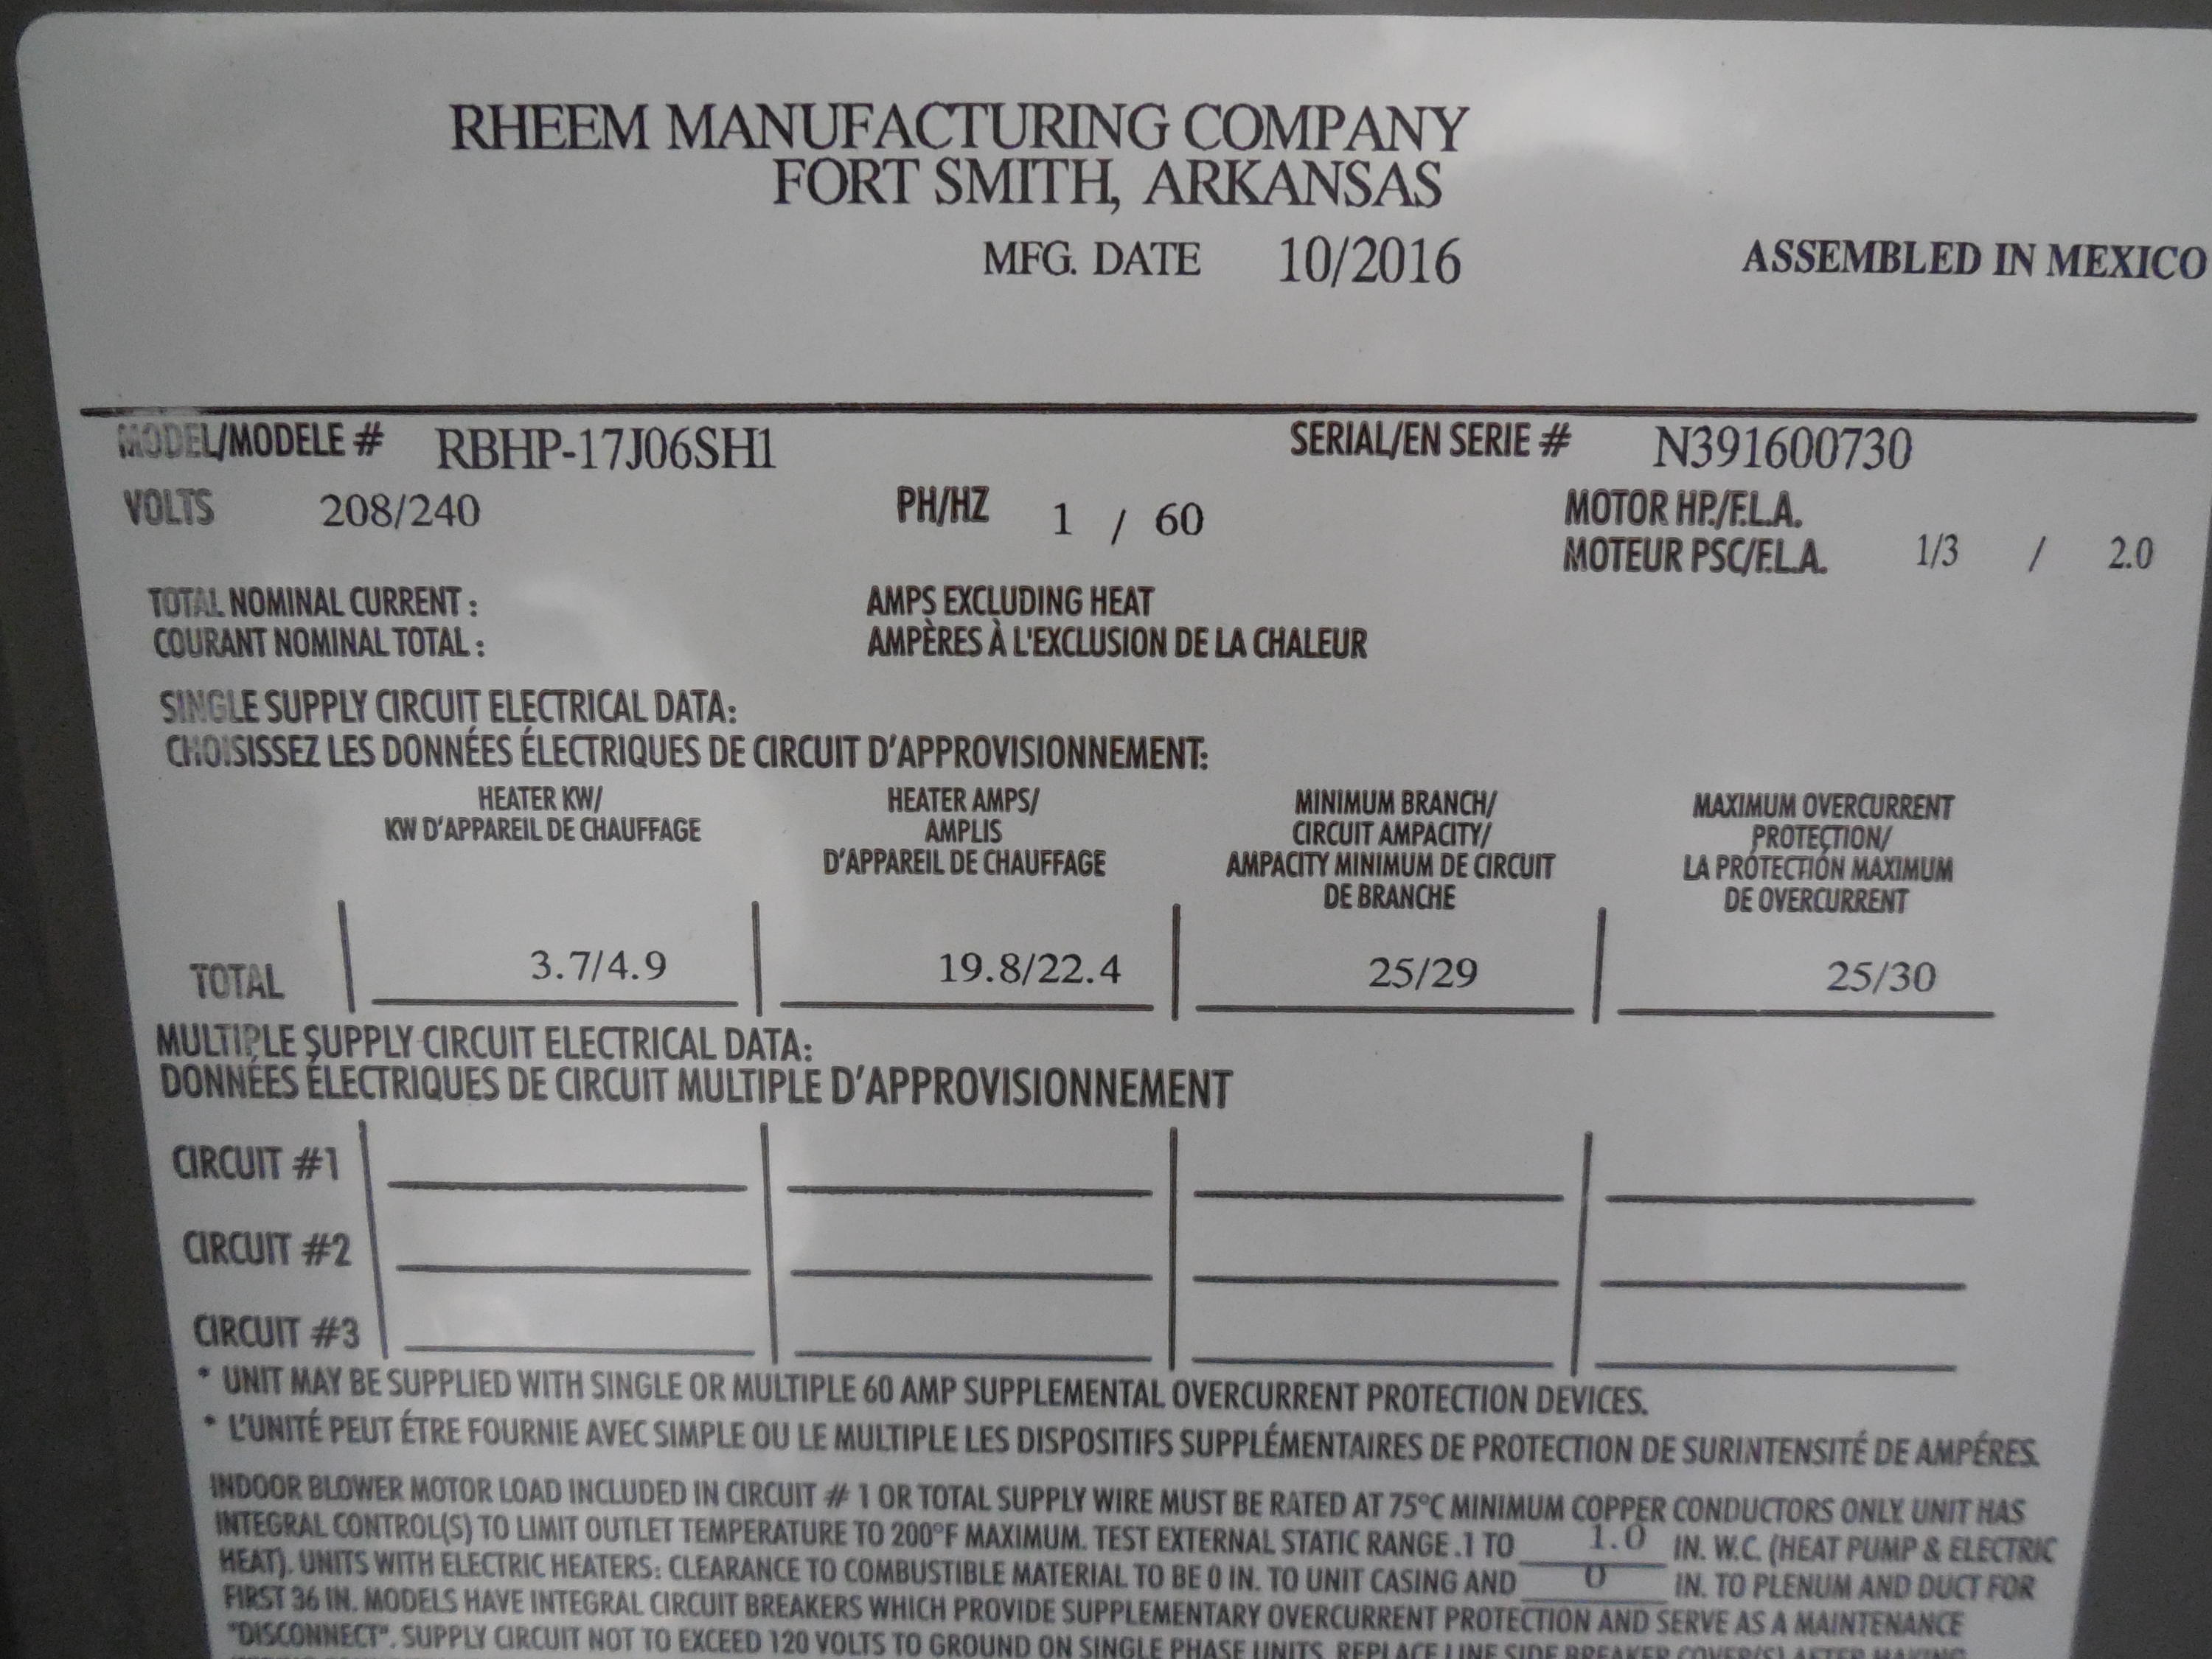 RHEEM MANUFACTURING COMPANY
FORT SMITH, ARKANSAS
MFG. DATE 10/2016
ASSEMBLED IN MEXICO
MODEL/MODELE # RBHP-17J06SH1 SERIAL/EN SERIE # N391600730
VOLTS 208/240 PH/HZ 1 / 60 MOTOR HP./F.L.A.
MOTEUR PSC/F.L.A. 1/3 / 2.0
TOTAL NOMINAL CURRENT : AMPS EXCLUDING HEAT
COURANT NOMINAL TOTAL : AMPÈRES À L'EXCLUSION DE LA CHALEUR
SINGLE SUPPLY CIRCUIT ELECTRICAL DATA:
CHOISISSEZ LES DONNÉES ÉLECTRIQUES DE CIRCUIT D'APPROVISIONNEMENT:
HEATER KW/
KW D'APPAREIL DE CHAUFFAGE
HEATER AMPS/
AMPLIS
D'APPAREIL DE CHAUFFAGE
MINIMUM BRANCH/
CIRCUIT AMPACITY/
AMPACITY MINIMUM DE CIRCUIT
DE BRANCHE
MAXIMUM OVERCURRENT
PROTECTION/
LA PROTECTION MAXIMUM
DE OVERCURRENT
TOTAL 3.7/4.9 19.8/22.4 25/29 25/30
MULTIPLE SUPPLY CIRCUIT ELECTRICAL DATA:
DONNÉES ÉLECTRIQUES DE CIRCUIT MULTIPLE D'APPROVISIONNEMENT
CIRCUIT #1
CIRCUIT #2
CIRCUIT #3
* UNIT MAY BE SUPPLIED WITH SINGLE OR MULTIPLE 60 AMP SUPPLEMENTAL OVERCURRENT PROTECTION DEVICES.
* L'UNITÉ PEUT ÉTRE FOURNIE AVEC SIMPLE OU LE MULTIPLE LES DISPOSITIFS SUPPLÉMENTAIRES DE PROTECTION DE SURINTENSITÉ DE AMPÉRES.
INDOOR BLOWER MOTOR LOAD INCLUDED IN CIRCUIT # 1 OR TOTAL SUPPLY WIRE MUST BE RATED AT 75°C MINIMUM COPPER CONDUCTORS ONLY. UNIT HAS
INTEGRAL CONTROL(S) TO LIMIT OUTLET TEMPERATURE TO 200°F MAXIMUM. TEST EXTERNAL STATIC RANGE .1 TO 1.0 IN. W.C. (HEAT PUMP & ELECTRIC
HEAT). UNITS WITH ELECTRIC HEATERS: CLEARANCE TO COMBUSTIBLE MATERIAL TO BE 0 IN. TO UNIT CASING AND 0 IN. TO PLENUM AND DUCT FOR
FIRST 36 IN. MODELS HAVE INTEGRAL CIRCUIT BREAKERS WHICH PROVIDE SUPPLEMENTARY OVERCURRENT PROTECTION AND SERVE AS A MAINTENANCE
"DISCONNECT". SUPPLY CIRCUIT NOT TO EXCEED 120 VOLTS TO GROUND ON SINGLE PHASE UNITS. REPLACE LINE SIDE BREAKER COVER(S) AFTER MAKING